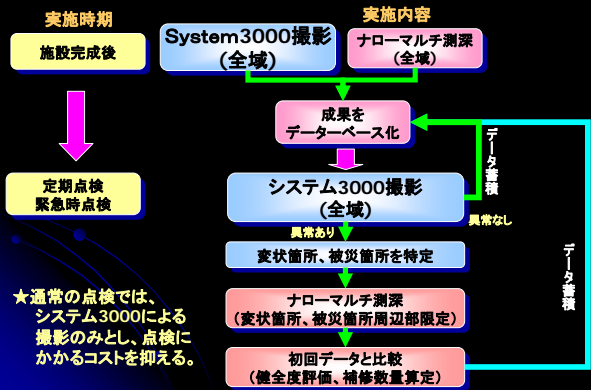 実施時期
実施内容
施設完成後
System3000撮影
(全域)
ナローマルチ測深
(全域)
成果を
データーベース化
定期点検
緊急時点検
システム3000撮影
(全域)
データ蓄積
異常なし
異常あり
変状箇所、被災箇所を特定
データ蓄積
ナローマルチ測深
(変状箇所、被災箇所周辺部限定)
初回データと比較
(健全度評価、補修数量算定)
★通常の点検では、
システム3000による
撮影のみとし、点検に
かかるコストを抑える。